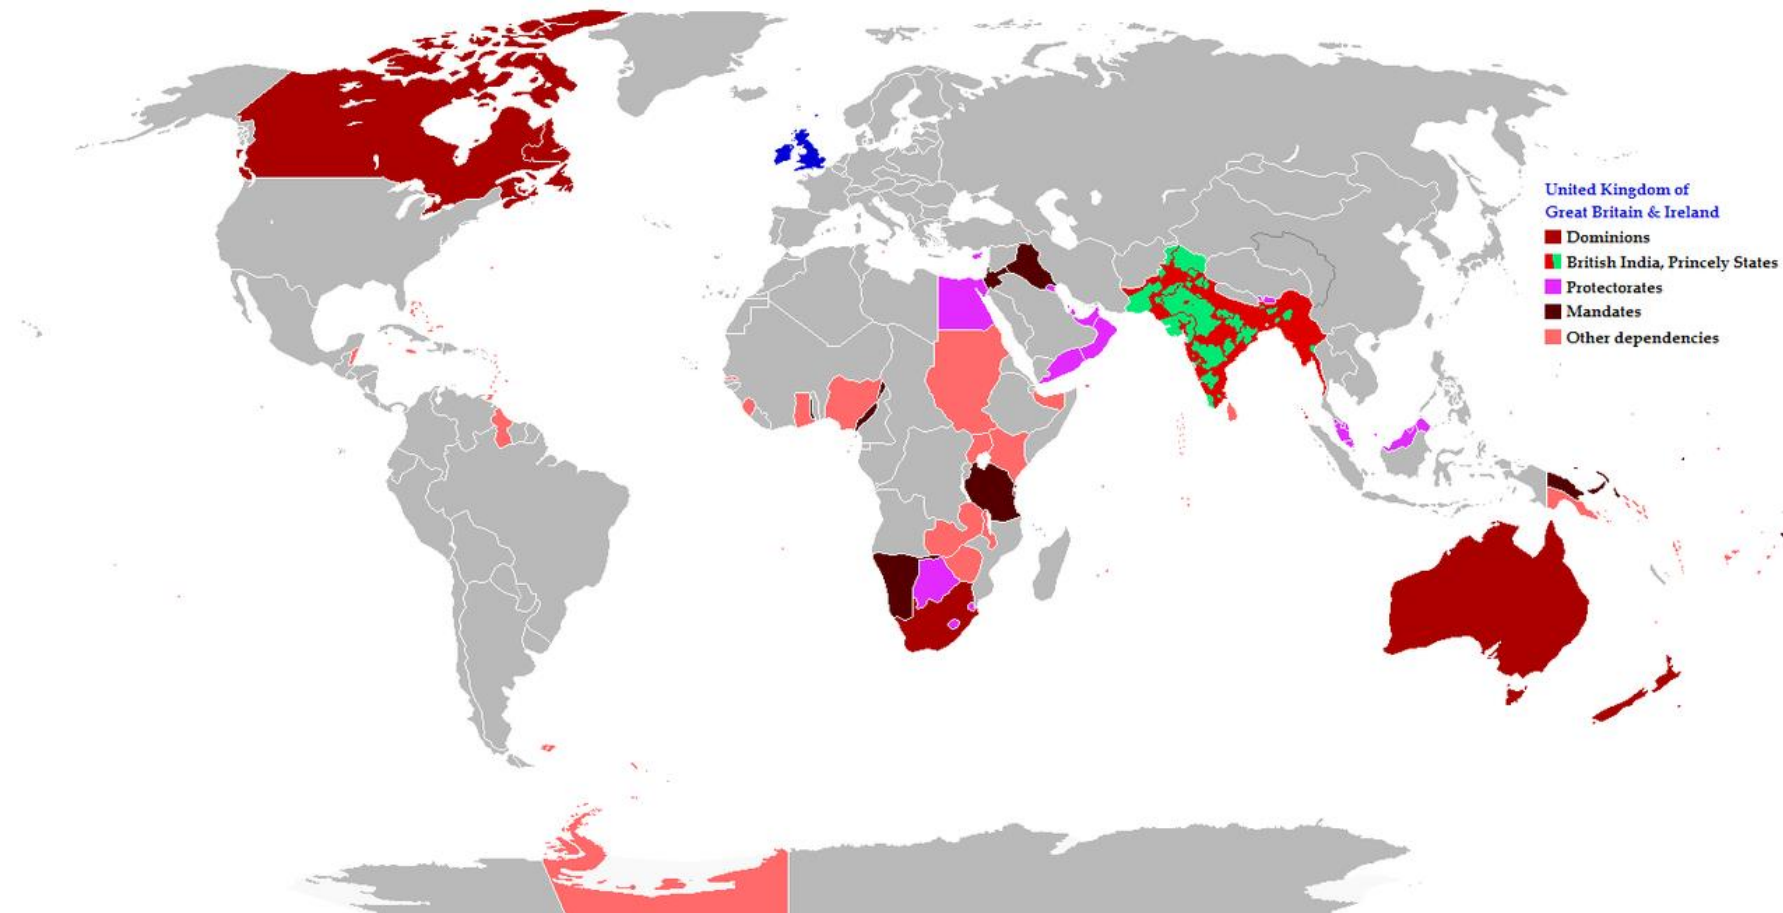 United Kingdom of
Great Britain & Ireland
Dominions
British India, Princely States
Protectorates
Mandates
Other dependencies